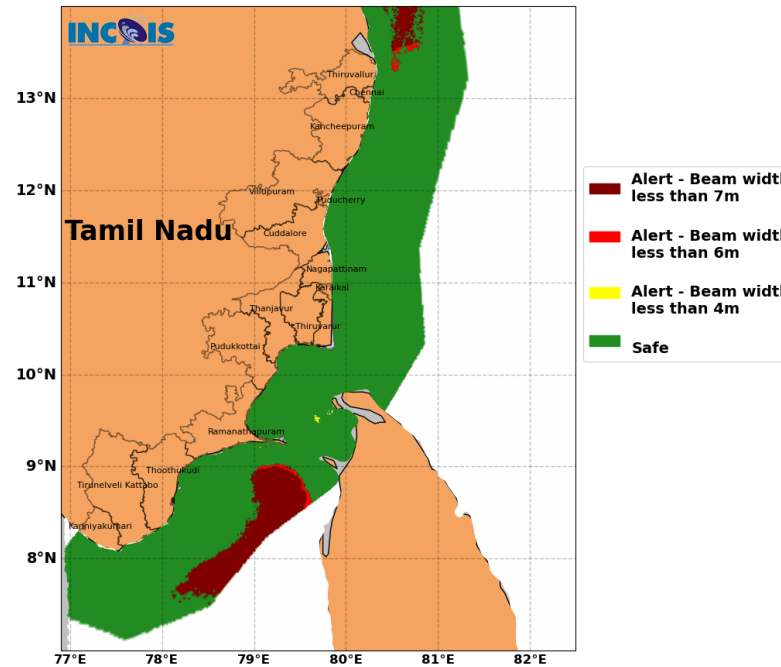 INCOIS
Thiruvallur
Chennai
13°N
Kancheepuram
12°N
Villupuram
Puducherry
Tamil Nadu
Cuddalore
Nagapattinam
11°N
Karaikal
Thanjavur
Thiruvarur
Pudukkottai
10°N
Ramanathapuram
9°N
Thoothukudi
Tirunelveli Kattabo
Kanniyakumari
8°N
77°E 78°E 79°E 80°E 81°E 82°E
Alert - Beam width
less than 7m
Alert - Beam width
less than 6m
Alert - Beam width
less than 4m
Safe